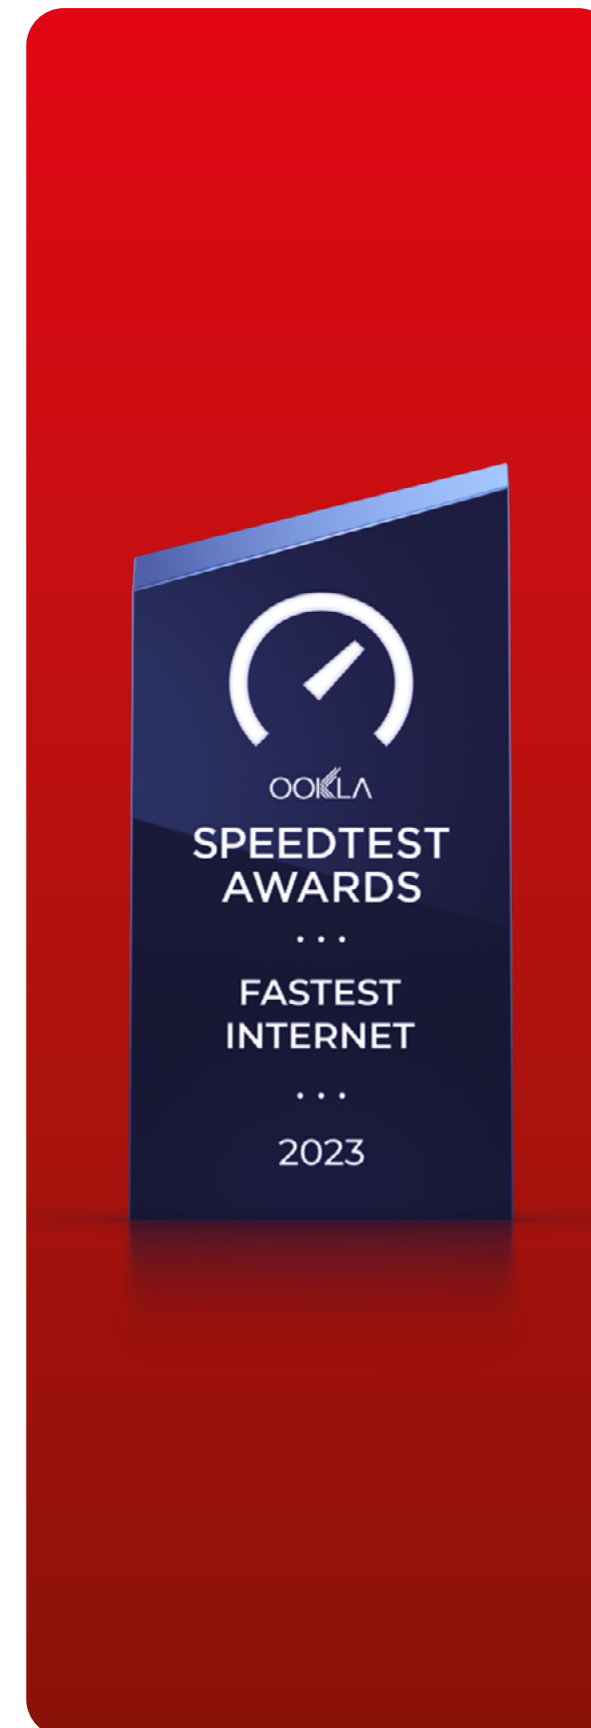 OOKLA
SPEEDTEST
AWARDS
...
FASTEST
INTERNET
...
2023